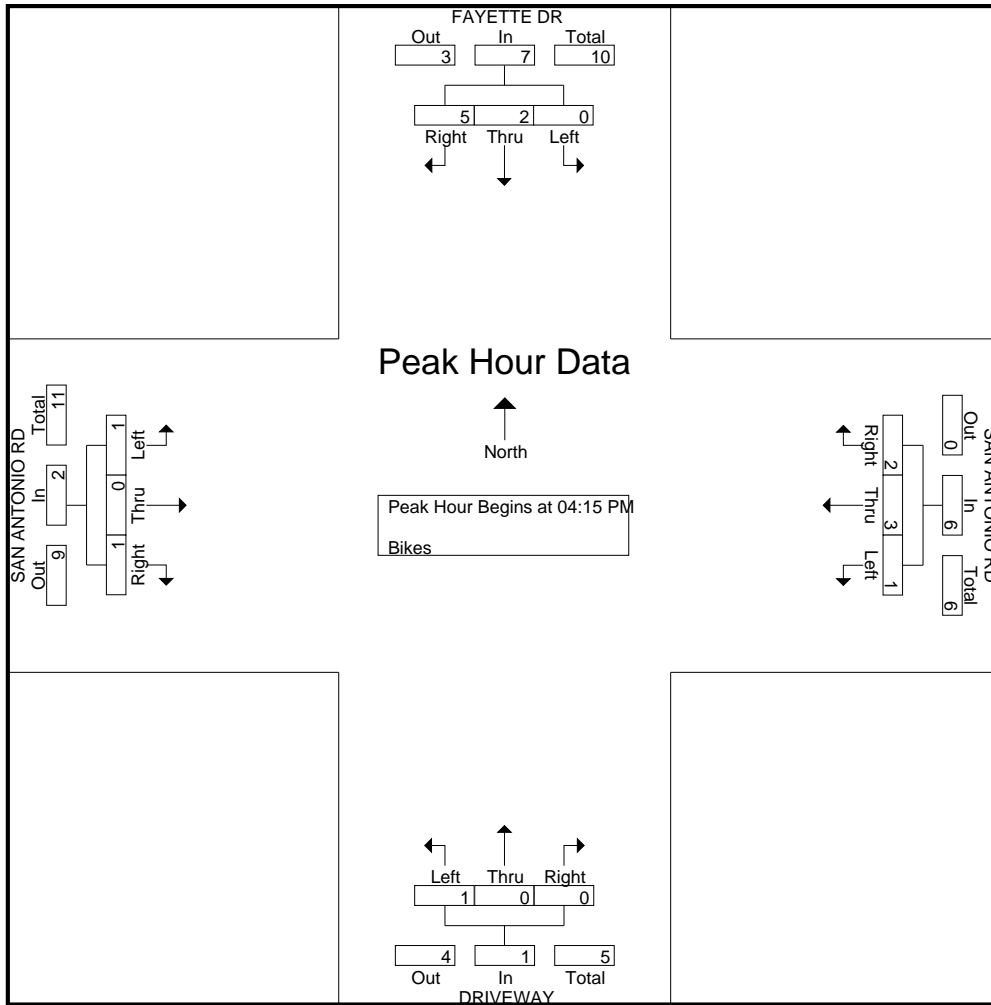 FAYETTE DR
Out In Total
3 7 10
5 2 0
Right Thru Left
Peak Hour Data
North
Peak Hour Begins at 04:15 PM
Bikes
SAN ANTONIO RD
Total In Out
11 2 9
1 0 1
Left Thru Right
SAN ANTONIO RD
Out In Total
0 6 6
2 3 1
Right Thru Left
Left Thru Right
1 0 0
4 1 5
Out In Total
DRIVEWAY